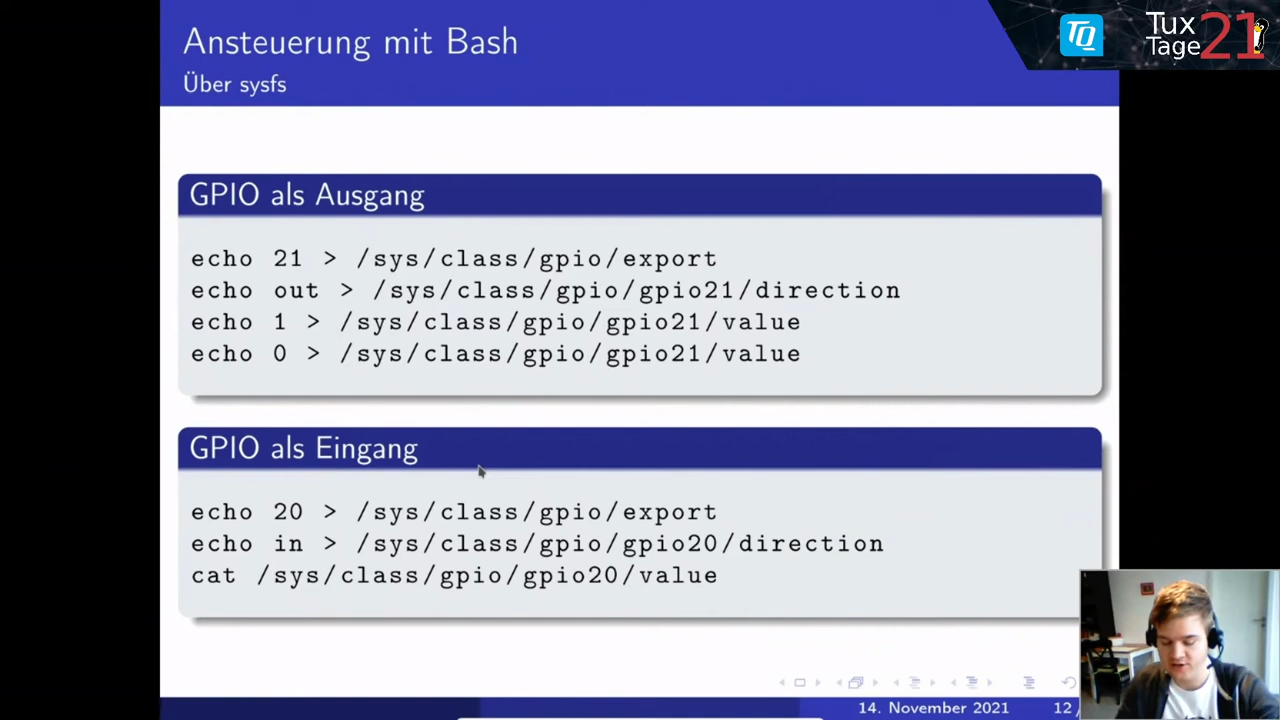 Ansteuerung mit Bash
Über sysfs
TQ
Tux
Tage
21
GPIO als Ausgang
echo 21 > /sys/class/gpio/export
echo out > /sys/class/gpio/gpio21/direction
echo 1 > /sys/class/gpio/gpio21/value
echo 0 > /sys/class/gpio/gpio21/value
GPIO als Eingang
echo 20 > /sys/class/gpio/export
echo in > /sys/class/gpio/gpio20/direction
cat /sys/class/gpio/gpio20/value
14. November 2021
12 /